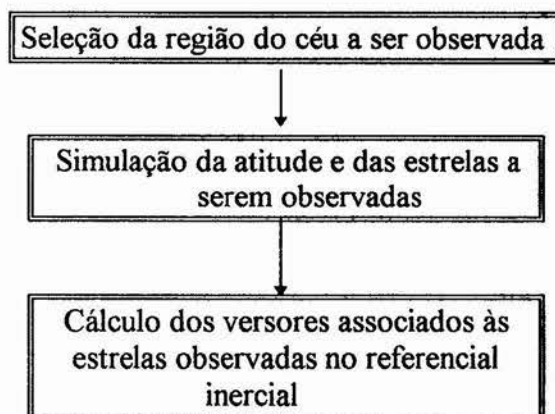 Seleção da região do céu a ser observada
Simulação da atitude e das estrelas a
serem observadas
Cálculo dos versores associados às
estrelas observadas no referencial
inercial